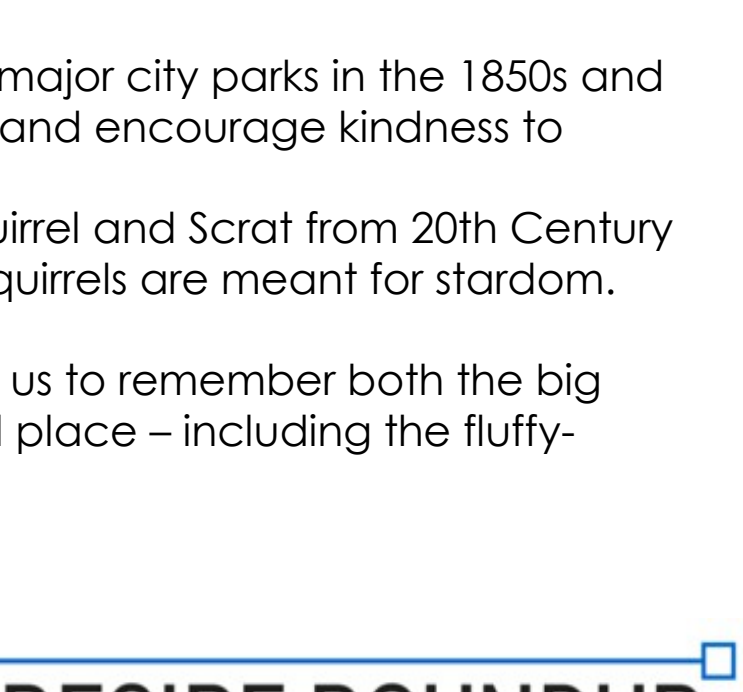 major city parks in the 1850s and
and encourage kindness to
uirrel and Scrat from 20th Century
quirrels are meant for stardom.
us to remember both the big
place – including the fluffy-
ROUNDUP